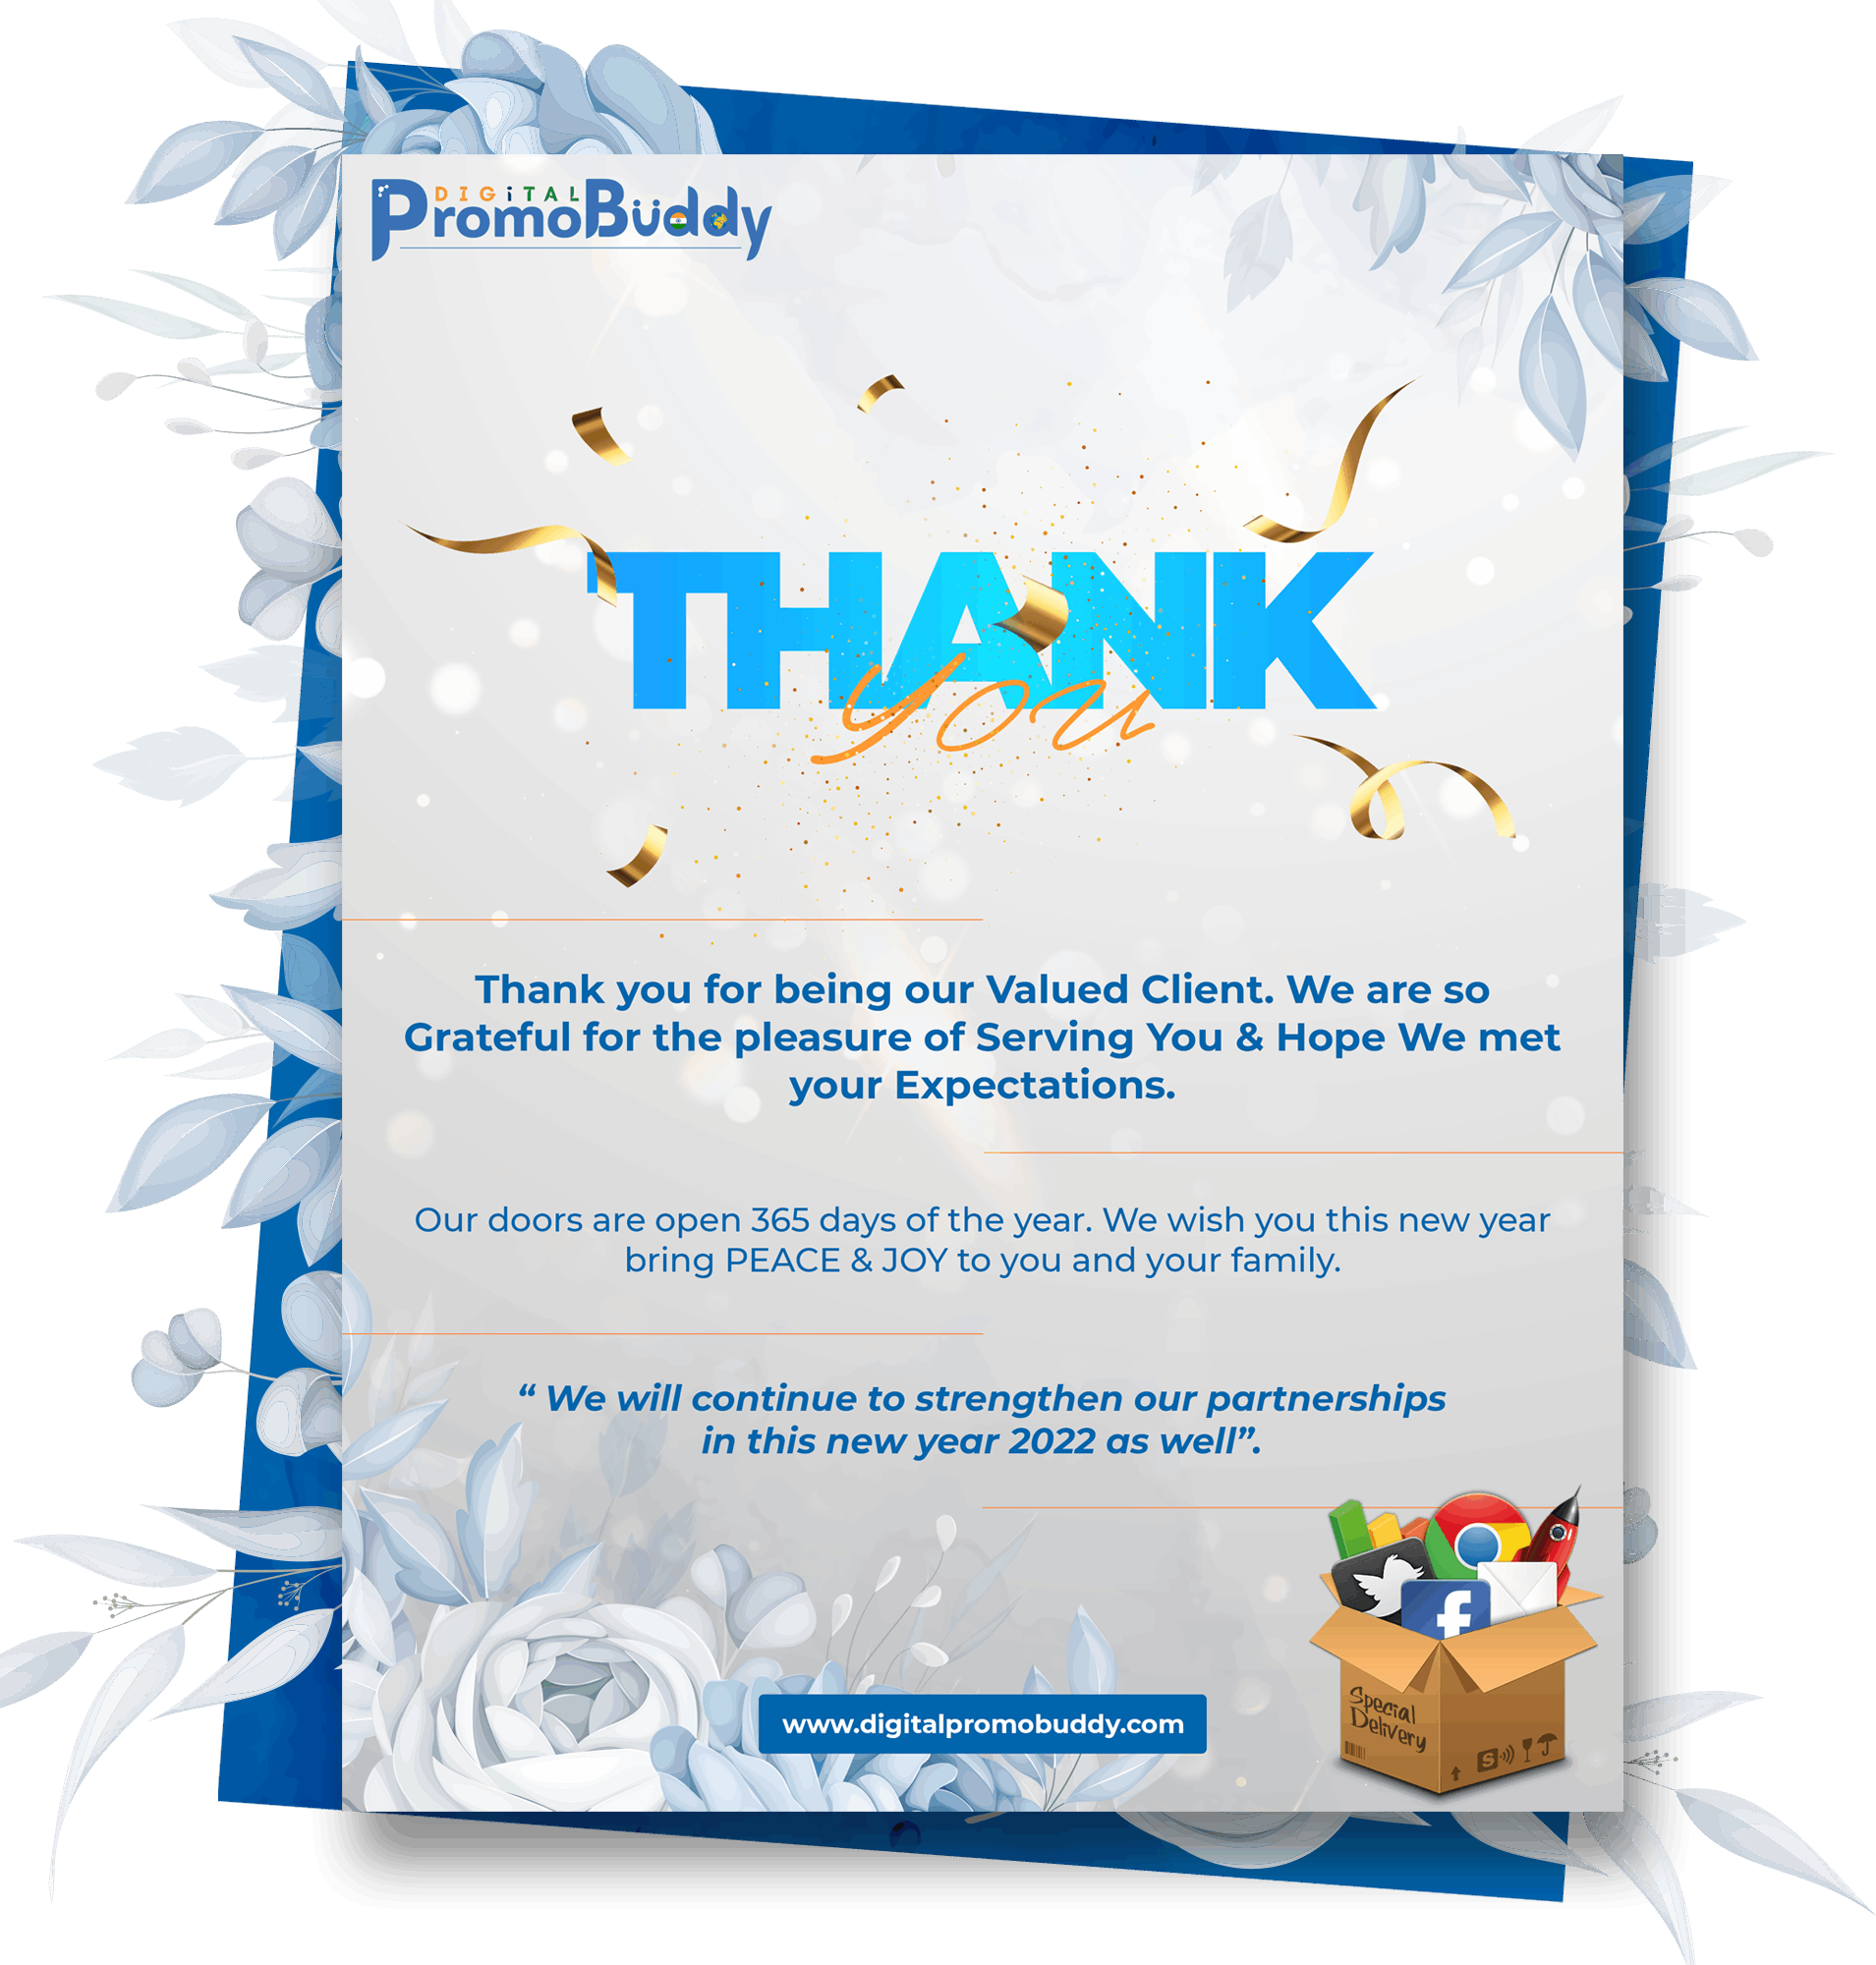 DIGiTAL
PromoBüddy
THANK
you
Thank you for being our Valued Client. We are so
Grateful for the pleasure of Serving You & Hope We met
your Expectations.
Our doors are open 365 days of the year. We wish you this new year
bring PEACE & JOY to you and your family.
“ We will continue to strengthen our partnerships
in this new year 2022 as well”.
f
Special
Delivery
S
www.digitalpromobuddy.com